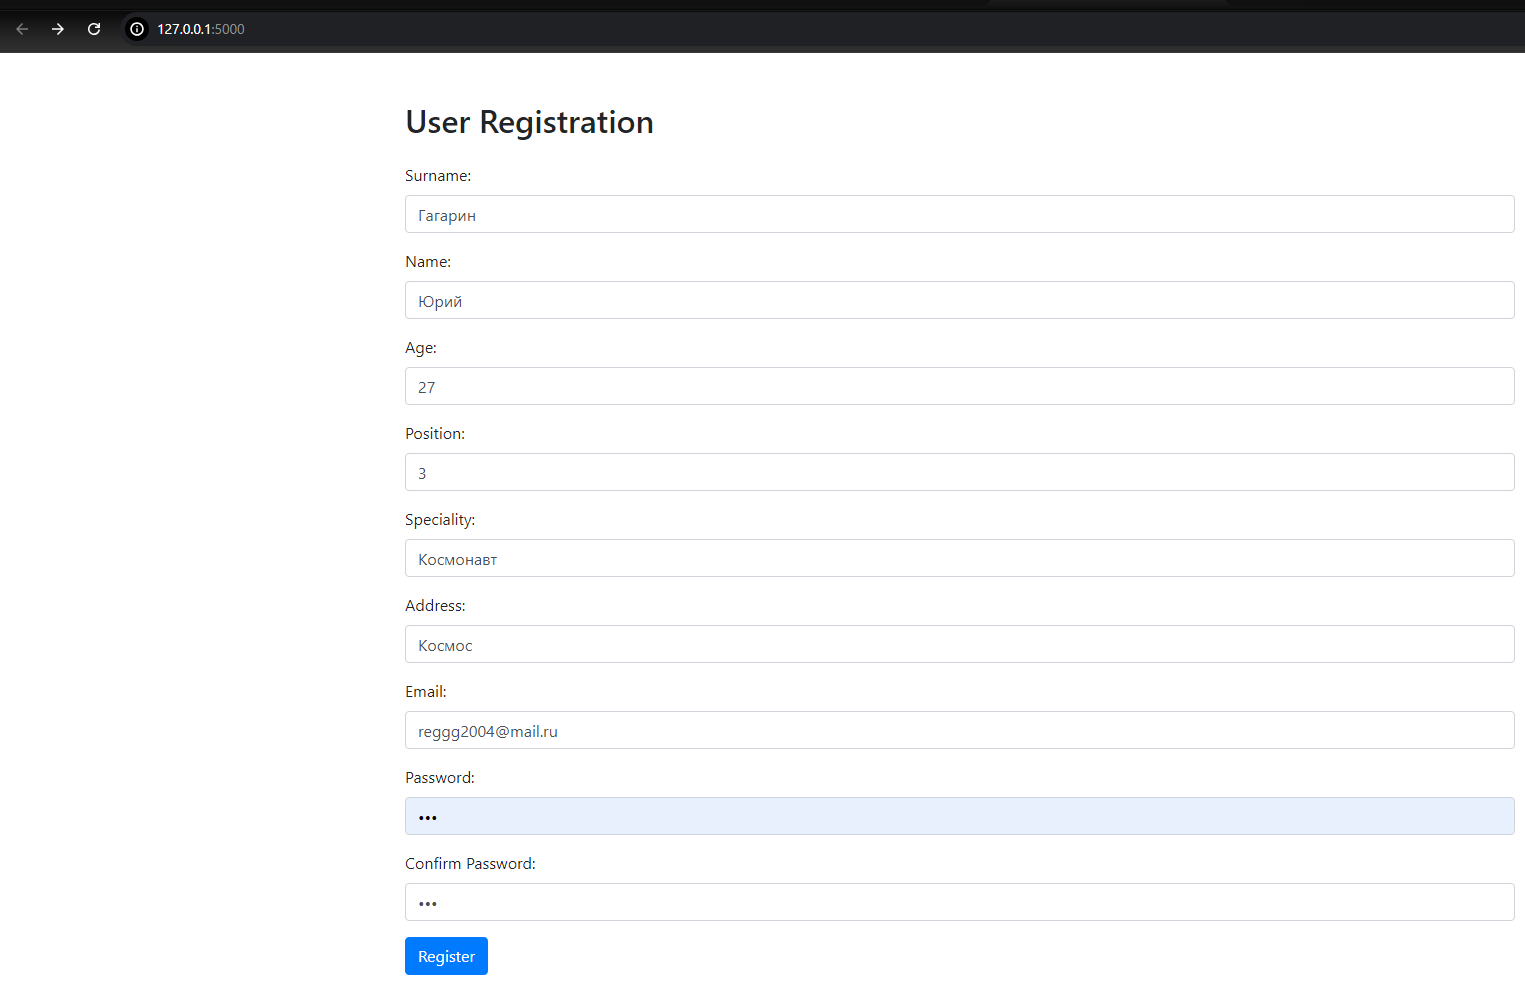 127.0.0.1:5000
User Registration
Surname:
Гагарин
Name:
Юрий
Age:
27
Position:
3
Speciality:
Космонавт
Address:
Космос
Email:
reggg2004@mail.ru
Password:
•••
Confirm Password:
•••
Register